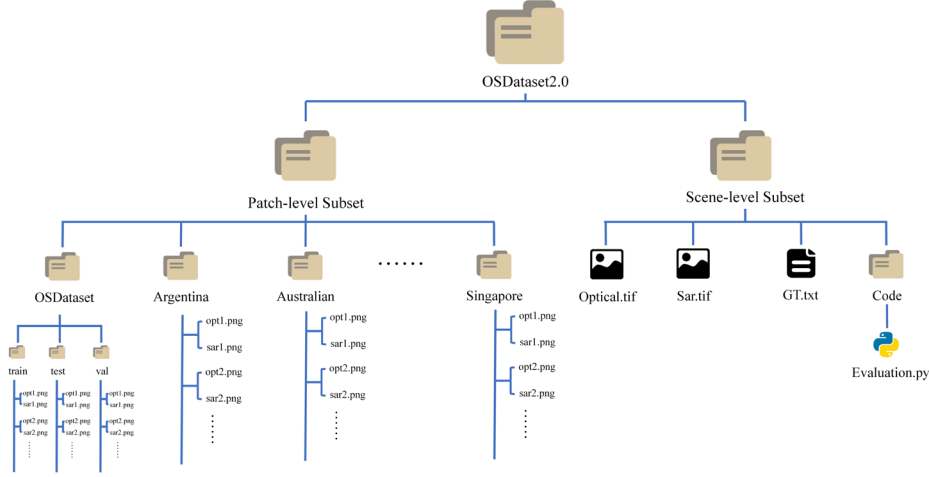 OSDataset2.0
Patch-level Subset
Scene-level Subset
OSDataset
Argentina
Australian
......
Singapore
Optical.tif
Sar.tif
GT.txt
Code
train
test
val
opt1.png
sar1.png
opt2.png
sar2.png
......
opt1.png
sar1.png
opt2.png
sar2.png
......
opt1.png
sar1.png
opt2.png
sar2.png
......
opt1.png
sar1.png
opt2.png
sar2.png
......
opt1.png
sar1.png
opt2.png
sar2.png
......
opt1.png
sar1.png
opt2.png
sar2.png
......
Evaluation.py